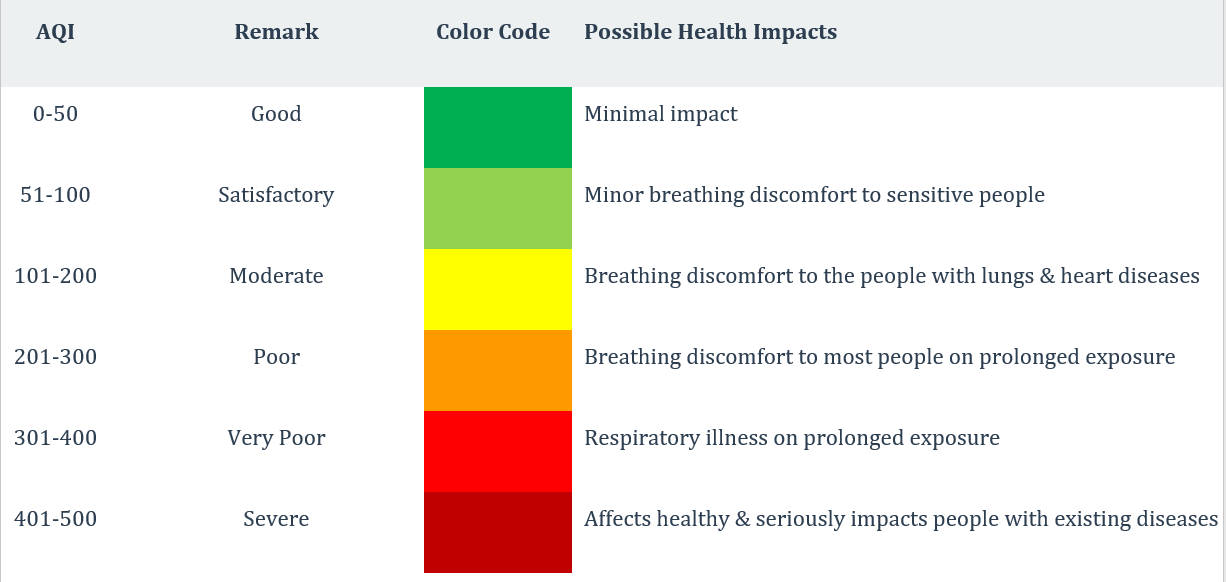 AQI Remark Color Code Possible Health Impacts
0-50 Good Minimal impact
51-100 Satisfactory Minor breathing discomfort to sensitive people
101-200 Moderate Breathing discomfort to the people with lungs & heart diseases
201-300 Poor Breathing discomfort to most people on prolonged exposure
301-400 Very Poor Respiratory illness on prolonged exposure
401-500 Severe Affects healthy & seriously impacts people with existing diseases